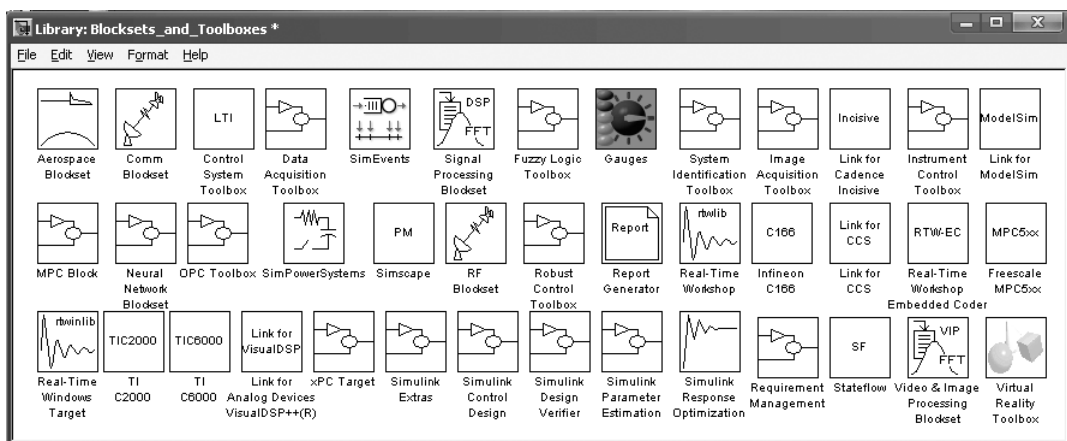 Library: Blocksets_and_Toolboxes *
File Edit View Format Help
LTI
DSP
FFT
Incisive
ModelSim
Aerospace
Blockset
Comm
Blockset
Control
System
Toolbox
Data
Acquisition
Toolbox
SimEvents
Signal
Processing
Blockset
Fuzzy Logic
Toolbox
Gauges
System
Identification
Toolbox
Image
Acquisition
Toolbox
Link for
Cadence
Incisive
Instrument
Control
Toolbox
Link for
ModelSim
PM
Report
rtwlib
C166
Link for
CCS
RTW-EC
MPC5xx
MPC Block
Neural
Network
Blockset
OPC Toolbox
SimPowerSystems
Simscape
RF
Blockset
Robust
Control
Toolbox
Report
Generator
Real-Time
Workshop
Infineon
C166
Link for
CCS
Real-Time
Workshop
Embedded Coder
Freescale
MPC5xx
rtwinlib
TIC2000
TIC6000
Link for
VisualDSP
SF
VIP
FFT
Real-Time
Windows
Target
TI
C2000
TI
C6000
Link for
Analog Devices
VisualDSP++(R)
xPC Target
Simulink
Extras
Simulink
Control
Design
Simulink
Design
Verifier
Simulink
Parameter
Estimation
Simulink
Response
Optimization
Requirement
Management
Stateflow
Video & Image
Processing
Blockset
Virtual
Reality
Toolbox